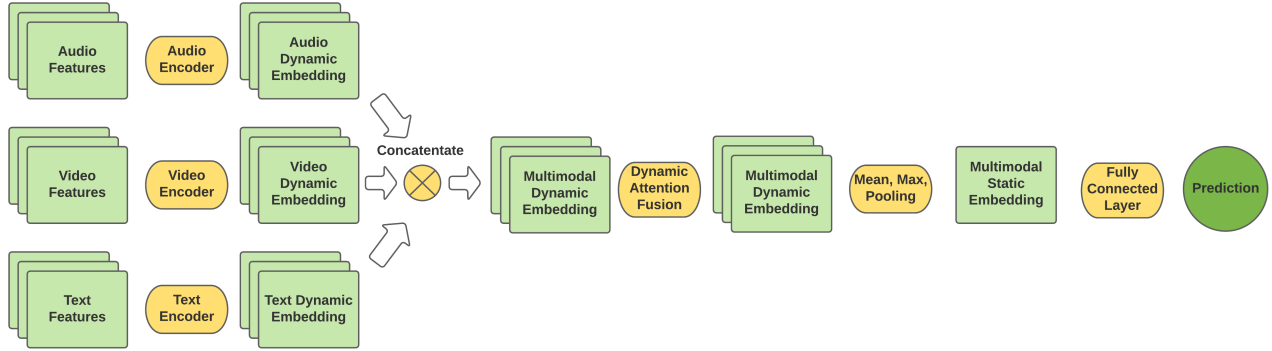 Audio
Features
Audio
Encoder
Audio
Dynamic
Embedding
Video
Features
Video
Encoder
Video
Dynamic
Embedding
Text
Features
Text
Encoder
Text Dynamic
Embedding
Concatentate
Multimodal
Dynamic
Embedding
Dynamic
Attention
Fusion
Multimodal
Dynamic
Embedding
Mean, Max,
Pooling
Multimodal
Static
Embedding
Fully
Connected
Layer
Prediction